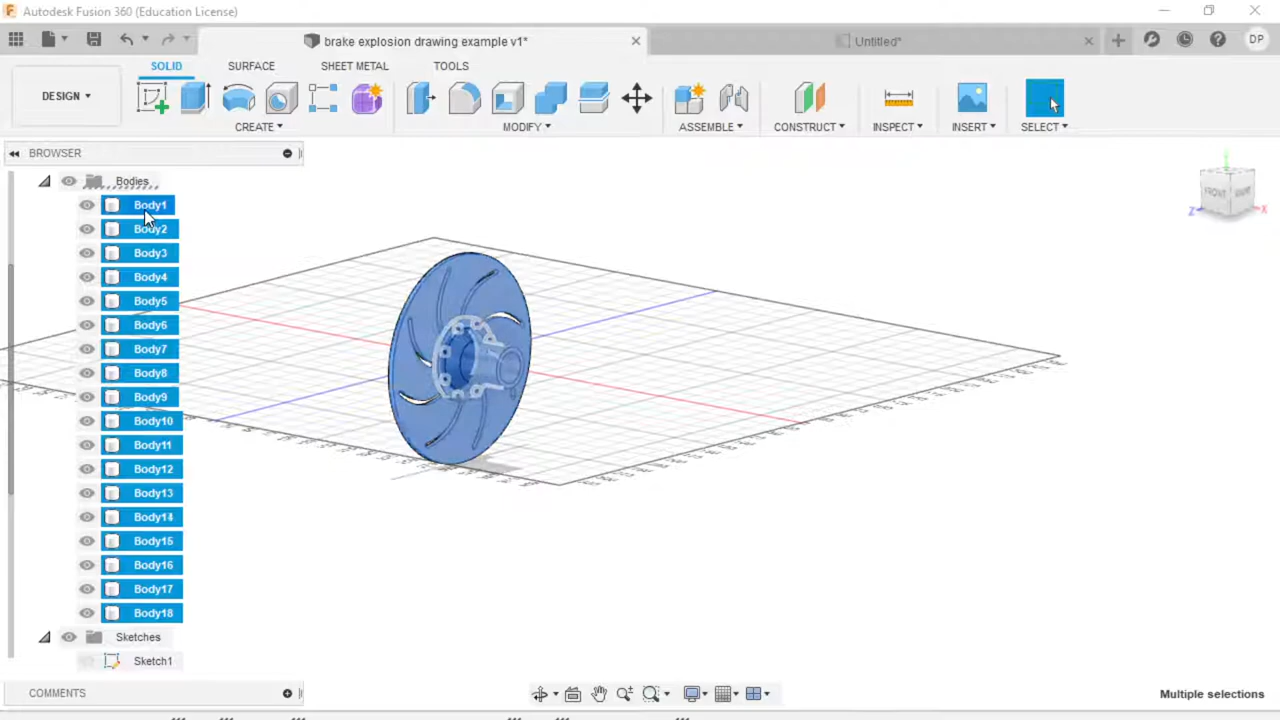 Autodesk Fusion 360 (Education License)
brake explosion drawing example v1*
Untitled*
DP
SOLID SURFACE SHEET METAL TOOLS
DESIGN
CREATE MODIFY ASSEMBLE CONSTRUCT INSPECT INSERT SELECT
BROWSER
FRONT
Z X
Bodies
Body1
Body2
Body3
Body4
Body5
Body6
Body7
Body8
Body9
Body10
Body11
Body12
Body13
Body14
Body15
Body16
Body17
Body18
Sketches
Sketch1
COMMENTS
Multiple selections